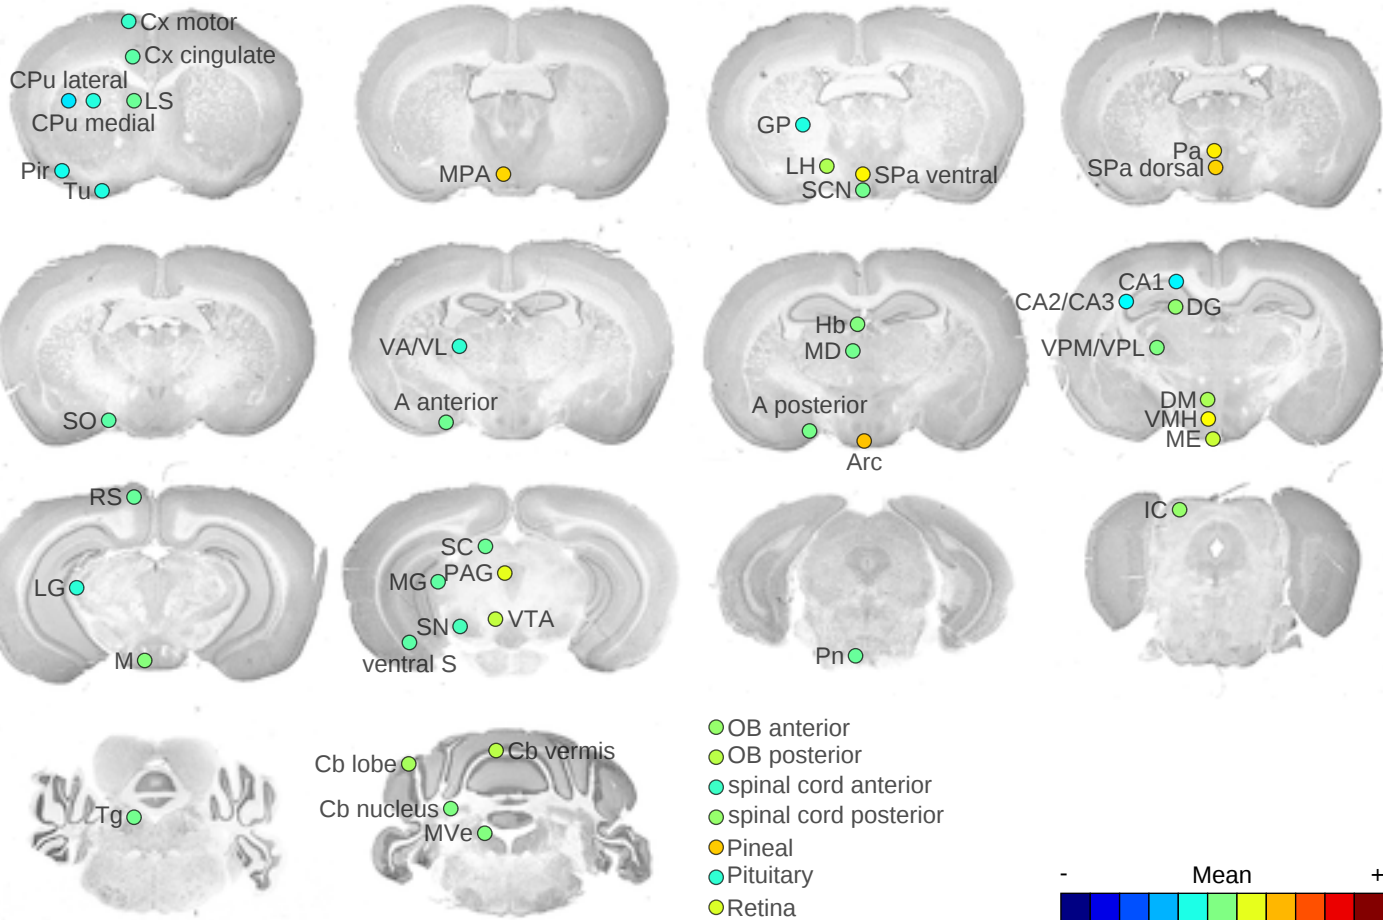 Cx motor
Cx cingulate
CPu lateral
LS
CPu medial
Pir
Tu
MPA
GP
LH
SPa ventral
SCN
Pa
SPa dorsal
SO
VA/VL
A anterior
Hb
MD
A posterior
Arc
CA1
CA2/CA3
DG
VPM/VPL
DM
VMH
ME
RS
LG
M
SC
PAG
MG
VTA
SN
ventral S
Pn
IC
Tg
Cb vermis
Cb lobe
Cb nucleus
MVe
OB anterior
OB posterior
spinal cord anterior
spinal cord posterior
Pineal
Pituitary
Retina
- Mean +